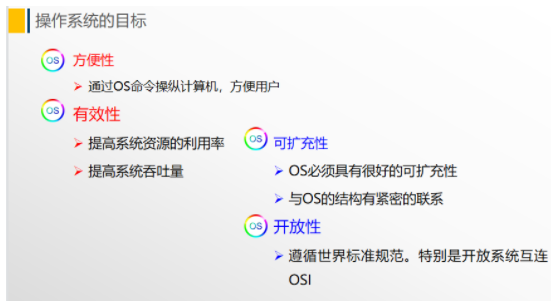 操作系统的目标
OS 方便性
通过OS命令操纵计算机，方便用户
OS 有效性
提高系统资源的利用率
提高系统吞吐量
OS 可扩充性
OS必须具有很好的可扩充性
与OS的结构有紧密的联系
OS 开放性
遵循世界标准规范。特别是开放系统互连
OSI